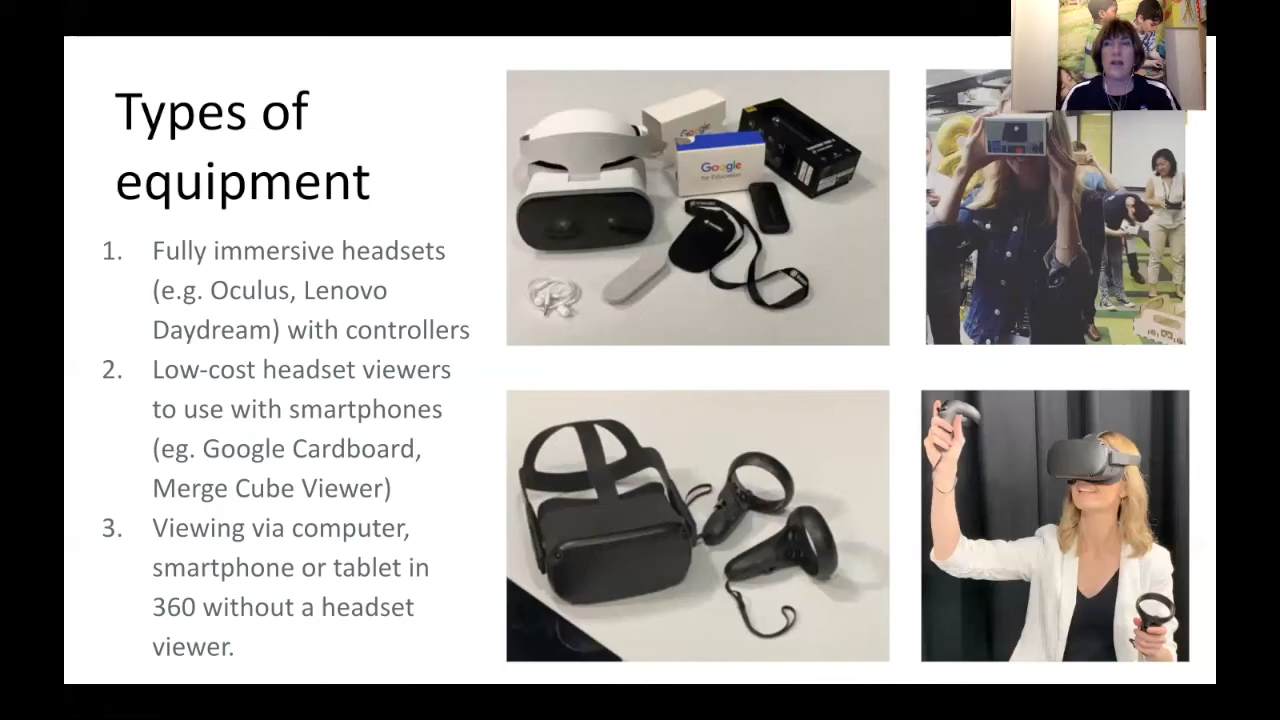 Types of
equipment
1. Fully immersive headsets
(e.g. Oculus, Lenovo
Daydream) with controllers
2. Low-cost headset viewers
to use with smartphones
(eg. Google Cardboard,
Merge Cube Viewer)
3. Viewing via computer,
smartphone or tablet in
360 without a headset
viewer.
Google
Google
for Education